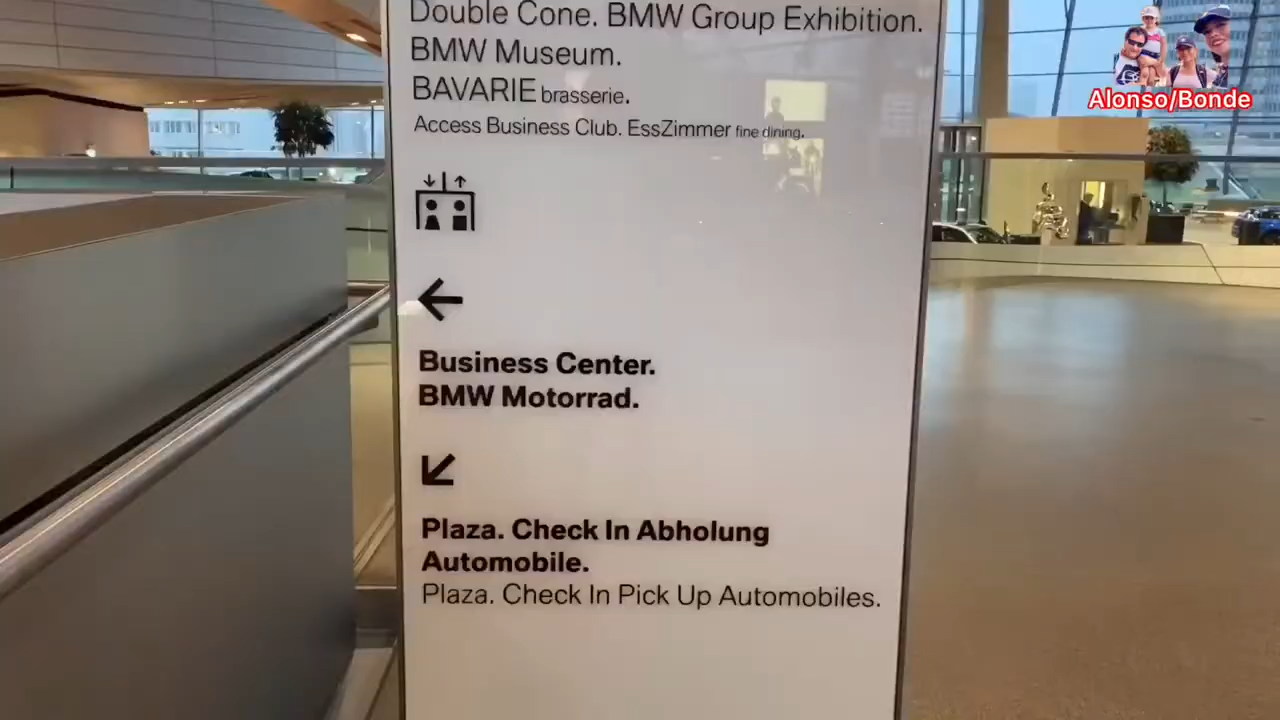 Double Cone. BMW Group Exhibition.
BMW Museum.
BAVARIE brasserie.
Access Business Club. EssZimmer fine dining.
Business Center.
BMW Motorrad.
Plaza. Check In Abholung
Automobile.
Plaza. Check In Pick Up Automobiles.
Alonso/Bonde